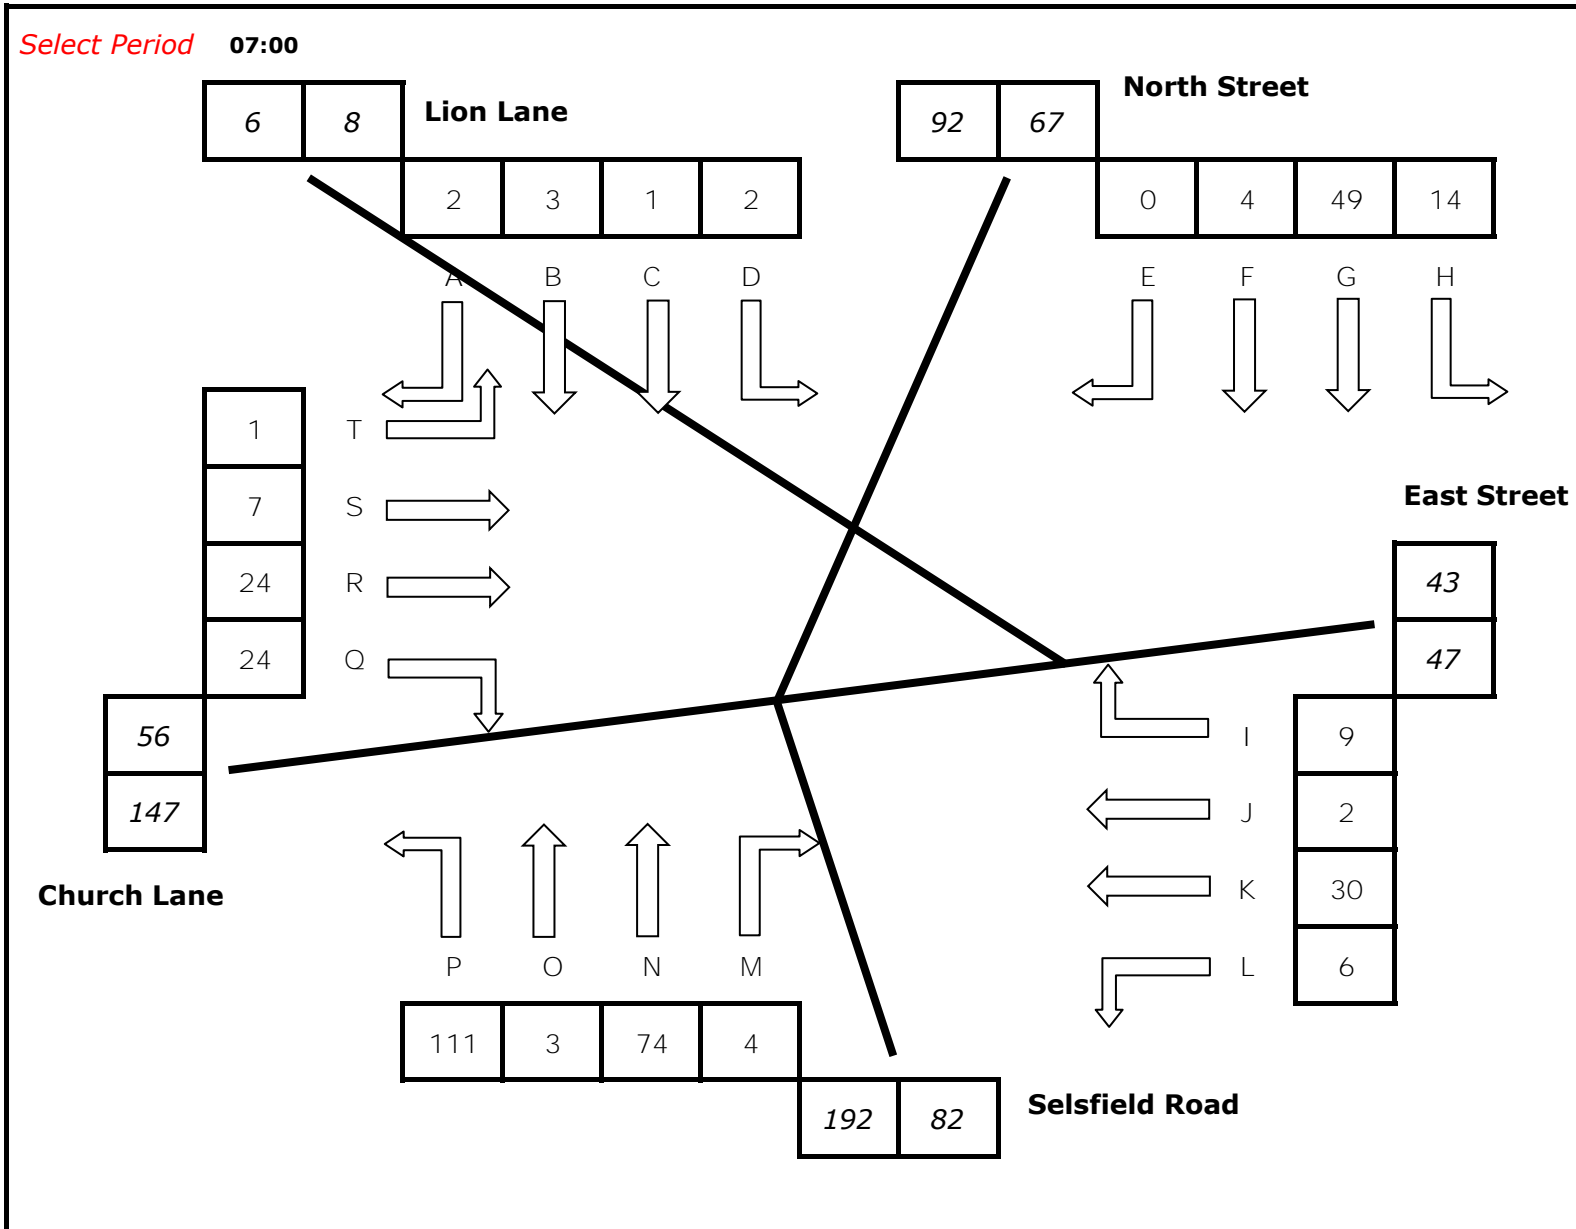 Select Period 07:00
North Street
6 8 Lion Lane 92 67
2 3 1 2 0 4 49 14
A B C D E F G H
1 T
7 S East Street
24 R 43
24 Q 47
56 I 9
147 J 2
Church Lane K 30
P O N M L 6
111 3 74 4
192 82 Selsfield Road